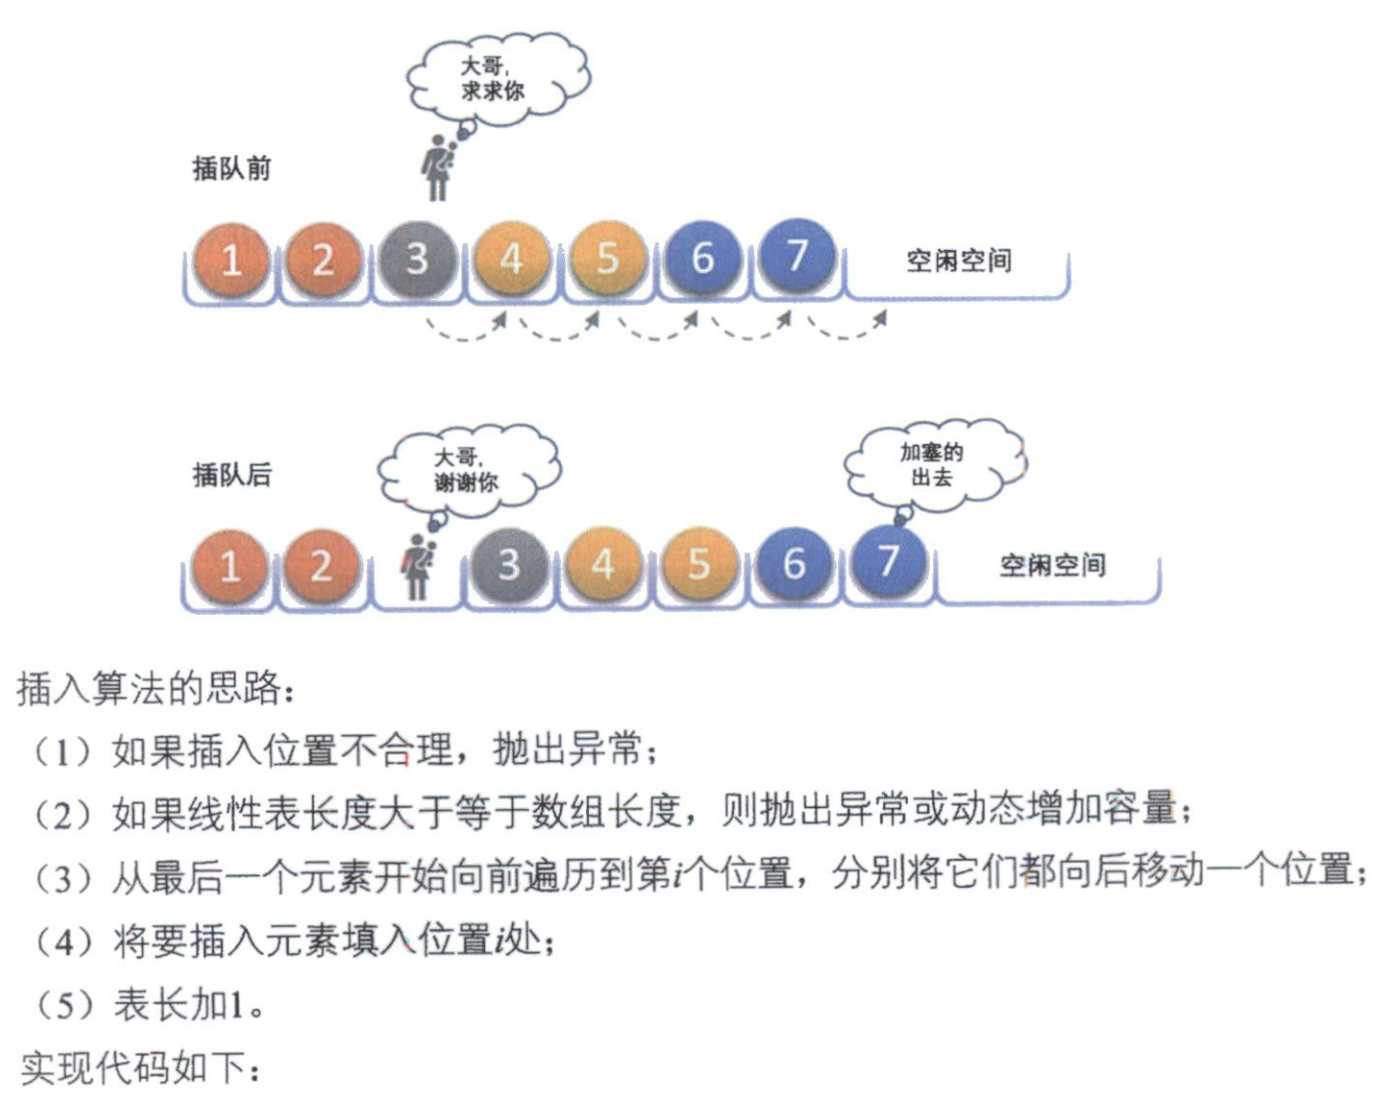 大哥,
求求你
插队前
1 2 3 4 5 6 7 空闲空间
大哥,
谢谢你
加塞的
出去
插队后
1 2 3 4 5 6 7 空闲空间
插入算法的思路：
（1）如果插入位置不合理，抛出异常；
（2）如果线性表长度大于等于数组长度，则抛出异常或动态增加容量；
（3）从最后一个元素开始向前遍历到第i个位置，分别将它们都向后移动一个位置；
（4）将要插入元素填入位置i处；
（5）表长加1。
实现代码如下：